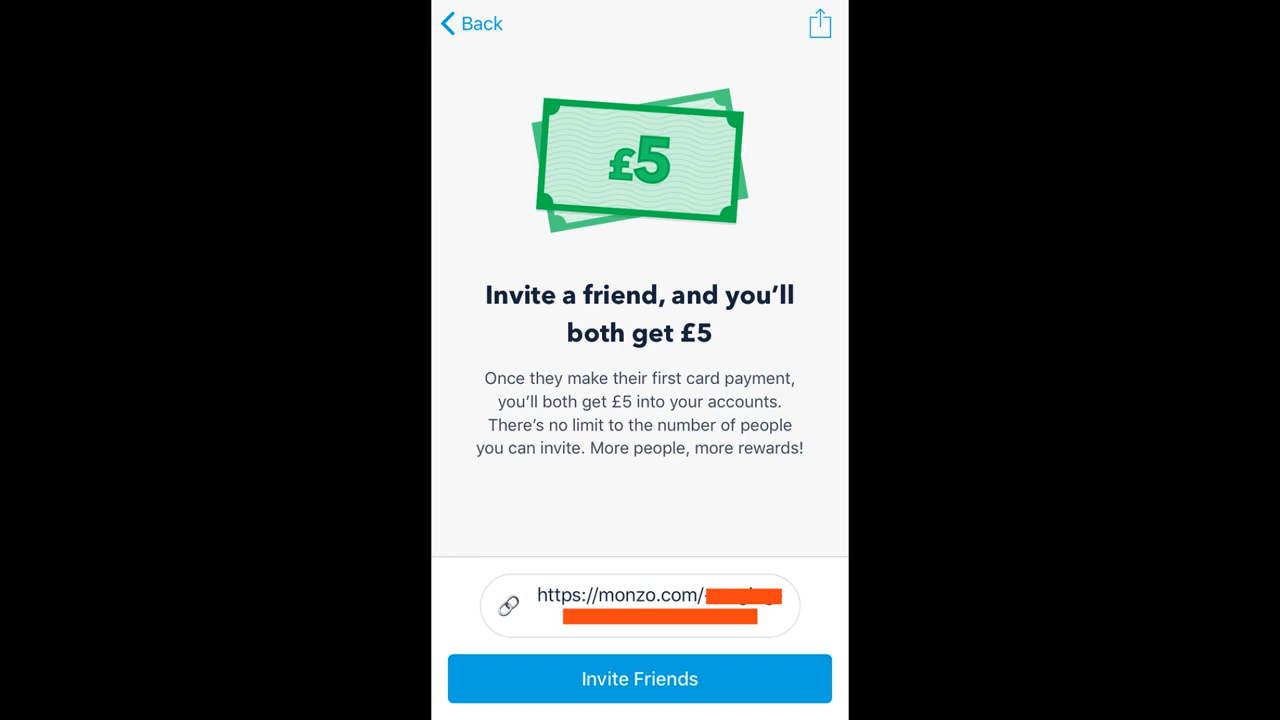 Back
£5
Invite a friend, and you’ll
both get £5
Once they make their first card payment,
you’ll both get £5 into your accounts.
There’s no limit to the number of people
you can invite. More people, more rewards!
https://monzo.com/
Invite Friends